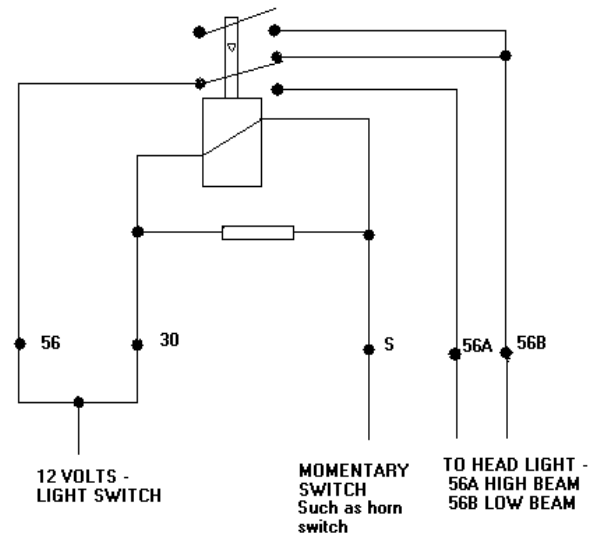 56
30
S
56A
56B
12 VOLTS -
LIGHT SWITCH
MOMENTARY
SWITCH
Such as horn
switch
TO HEAD LIGHT -
56A HIGH BEAM
56B LOW BEAM